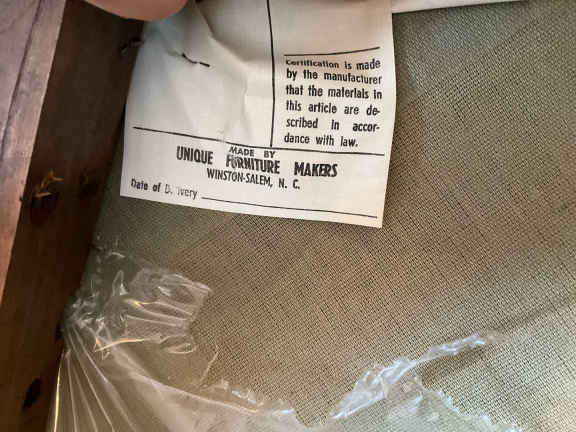 Certification is made
by the manufacturer
that the materials in
this article are de-
scribed in accor-
dance with law.
MADE BY
UNIQUE FURNITURE MAKERS
WINSTON-SALEM, N. C.
Date of